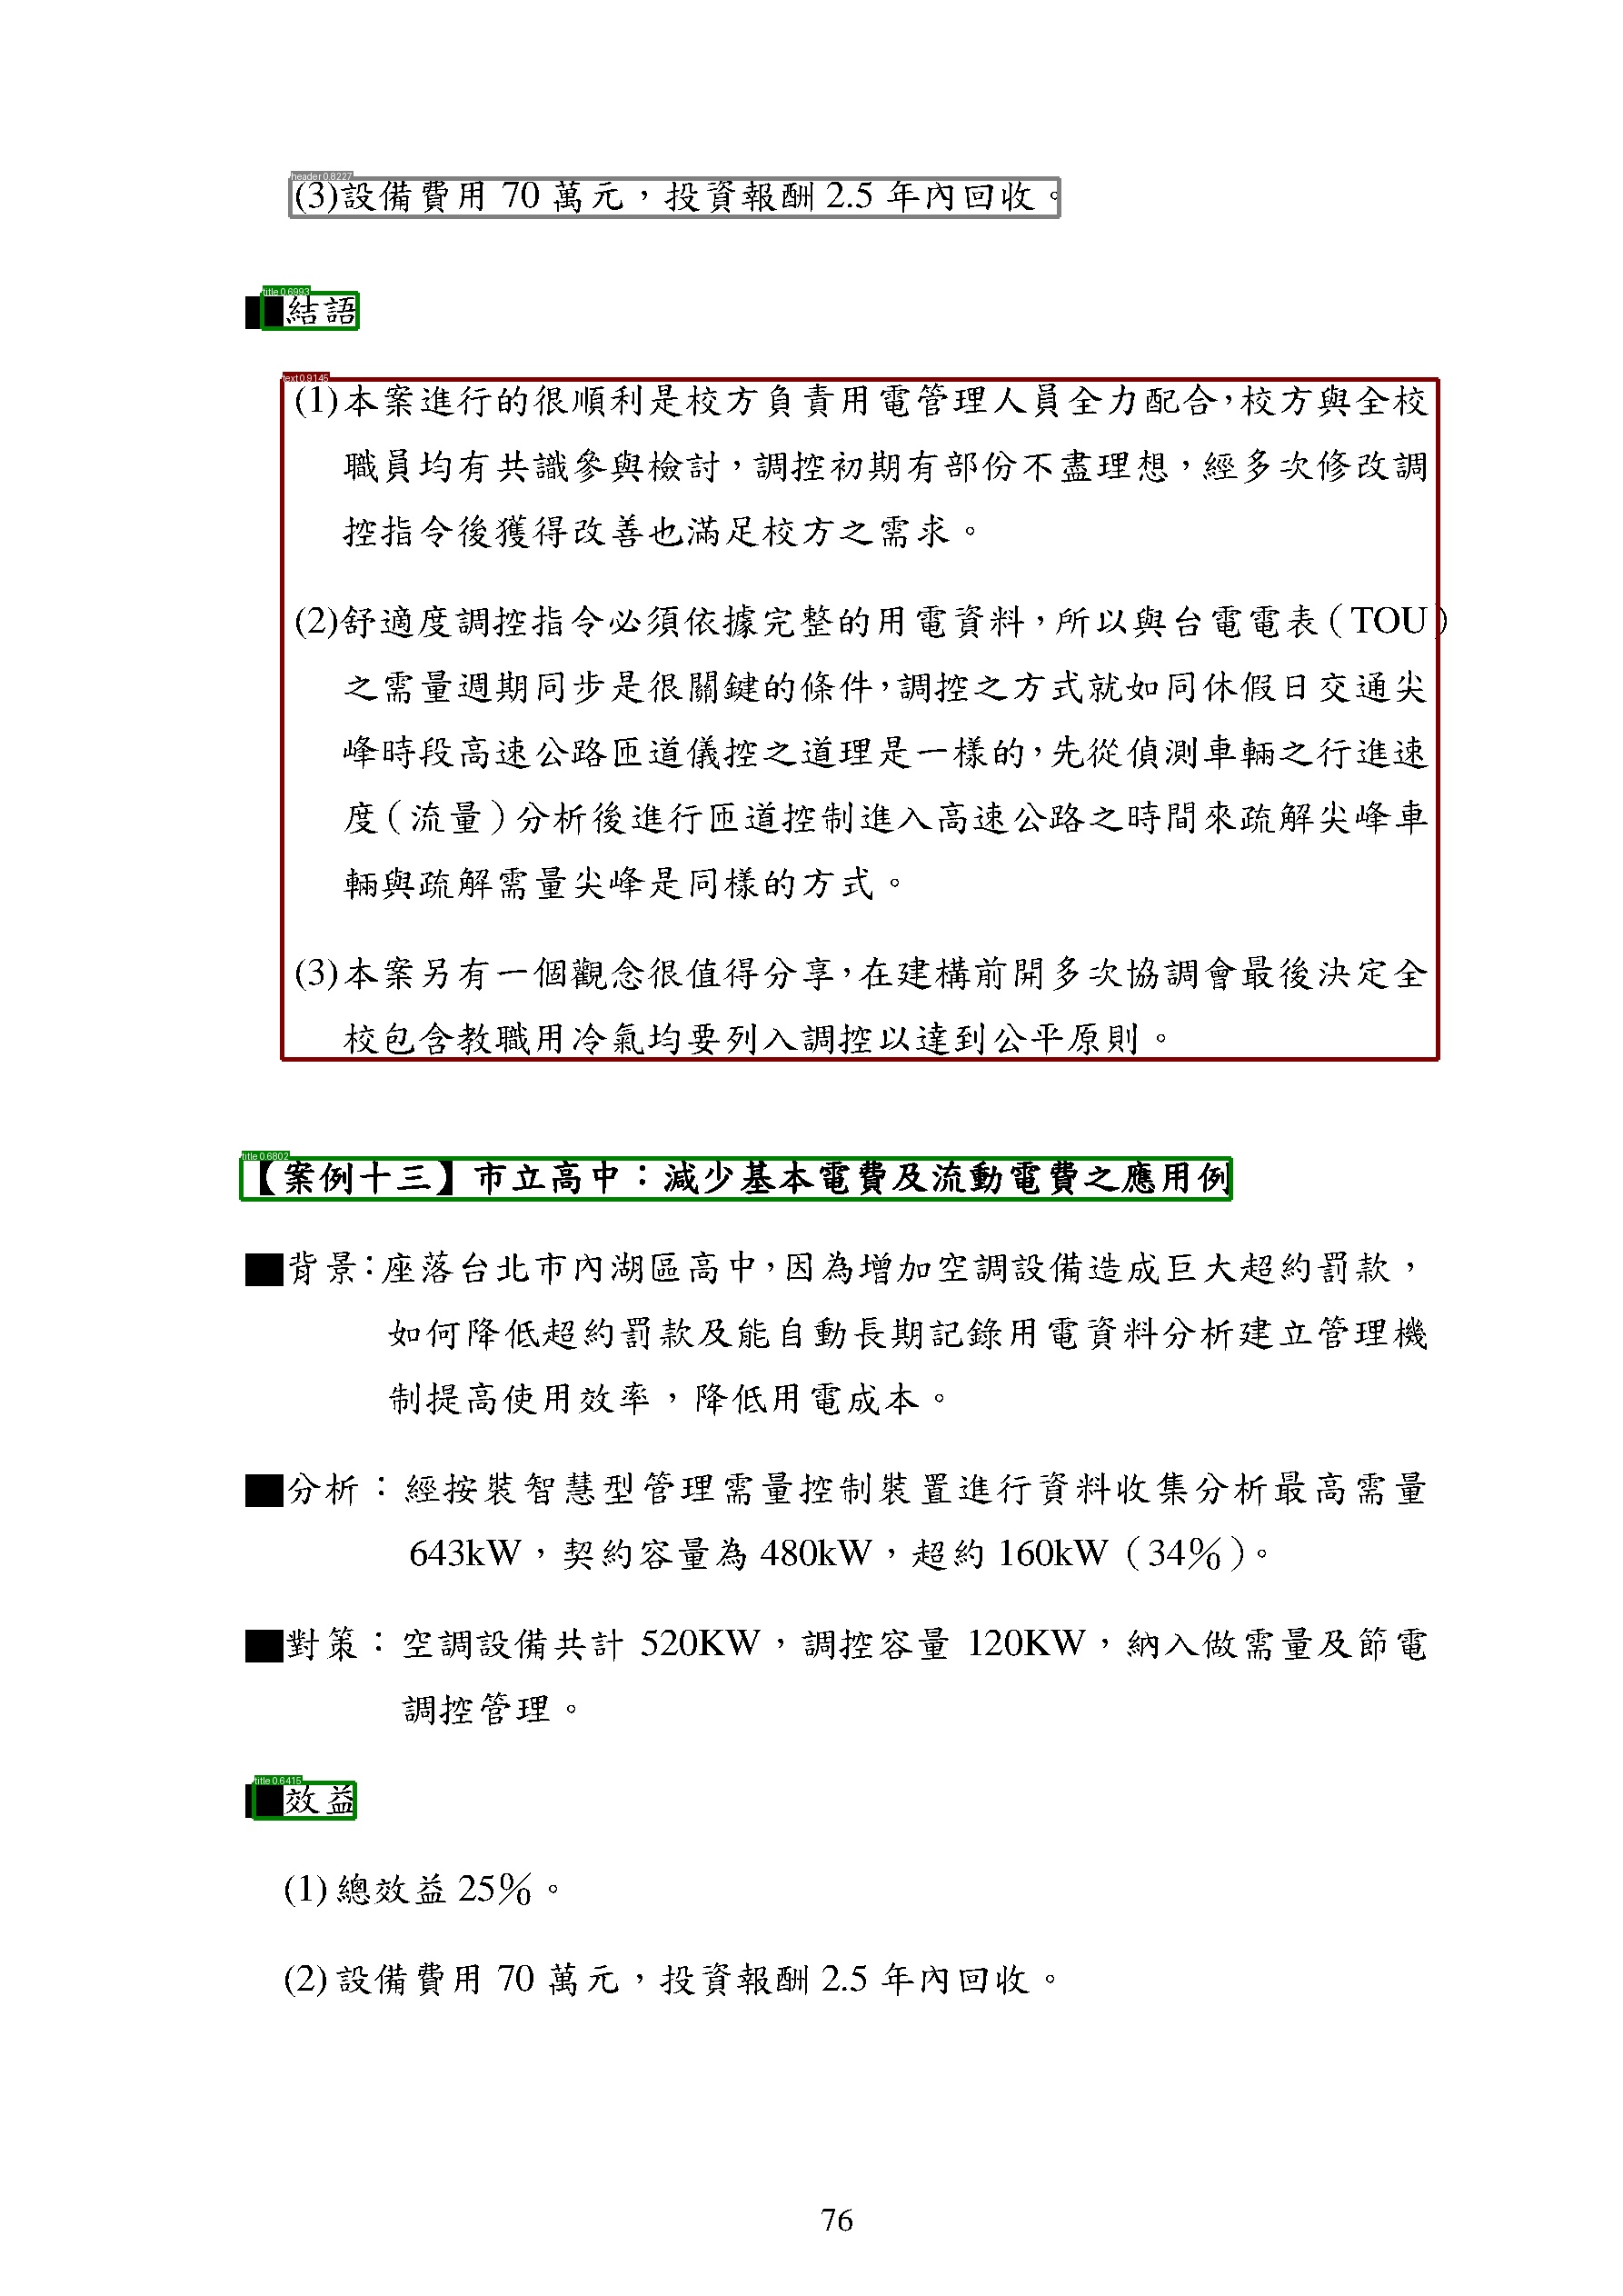 header 0.8227
(3)設備費用 70 萬元，投資報酬 2.5 年內回收。
title 0.6993
■結語
text 0.9145
(1)本案進行的很順利是校方負責用電管理人員全力配合，校方與全校
職員均有共識參與檢討，調控初期有部份不盡理想，經多次修改調
控指令後獲得改善也滿足校方之需求。
(2)舒適度調控指令必須依據完整的用電資料，所以與台電電表（TOU）
之需量週期同步是很關鍵的條件，調控之方式就如同休假日交通尖
峰時段高速公路匝道儀控之道理是一樣的，先從偵測車輛之行進速
度（流量）分析後進行匝道控制進入高速公路之時間來疏解尖峰車
輛與疏解需量尖峰是同樣的方式。
(3)本案另有一個觀念很值得分享，在建構前開多次協調會最後決定全
校包含教職用冷氣均要列入調控以達到公平原則。
title 0.6802
【案例十三】市立高中：減少基本電費及流動電費之應用例
■背景：座落台北市內湖區高中，因為增加空調設備造成巨大超約罰款，
如何降低超約罰款及能自動長期記錄用電資料分析建立管理機
制提高使用效率，降低用電成本。
■分析：經按裝智慧型管理需量控制裝置進行資料收集分析最高需量
643kW，契約容量為 480kW，超約 160kW（34％）。
■對策：空調設備共計 520KW，調控容量 120KW，納入做需量及節電
調控管理。
title 0.6415
■效益
(1) 總效益 25％。
(2) 設備費用 70 萬元，投資報酬 2.5 年內回收。
76